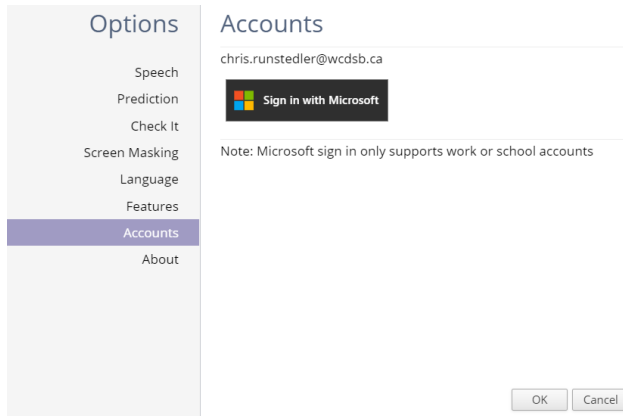 Options
Speech
Prediction
Check It
Screen Masking
Language
Features
Accounts
About
Accounts
chris.runstedler@wcdsb.ca
Sign in with Microsoft
Note: Microsoft sign in only supports work or school accounts
OK
Cancel